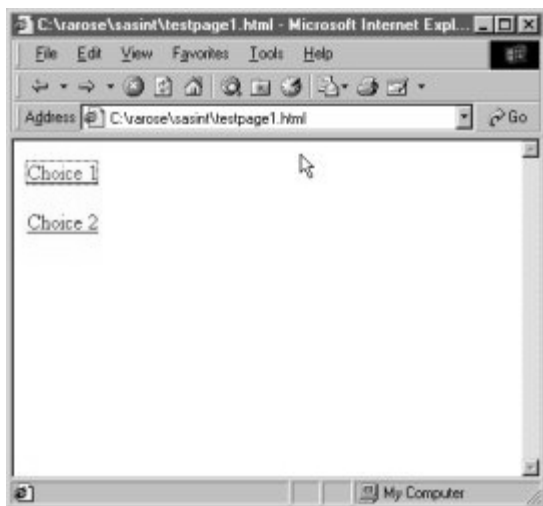 C:\rarose\sasint\testpage1.html - Microsoft Internet Expl...
File Edit View Favorites Tools Help
Address C:\rarose\sasint\testpage1.html Go
Choice 1
Choice 2
My Computer